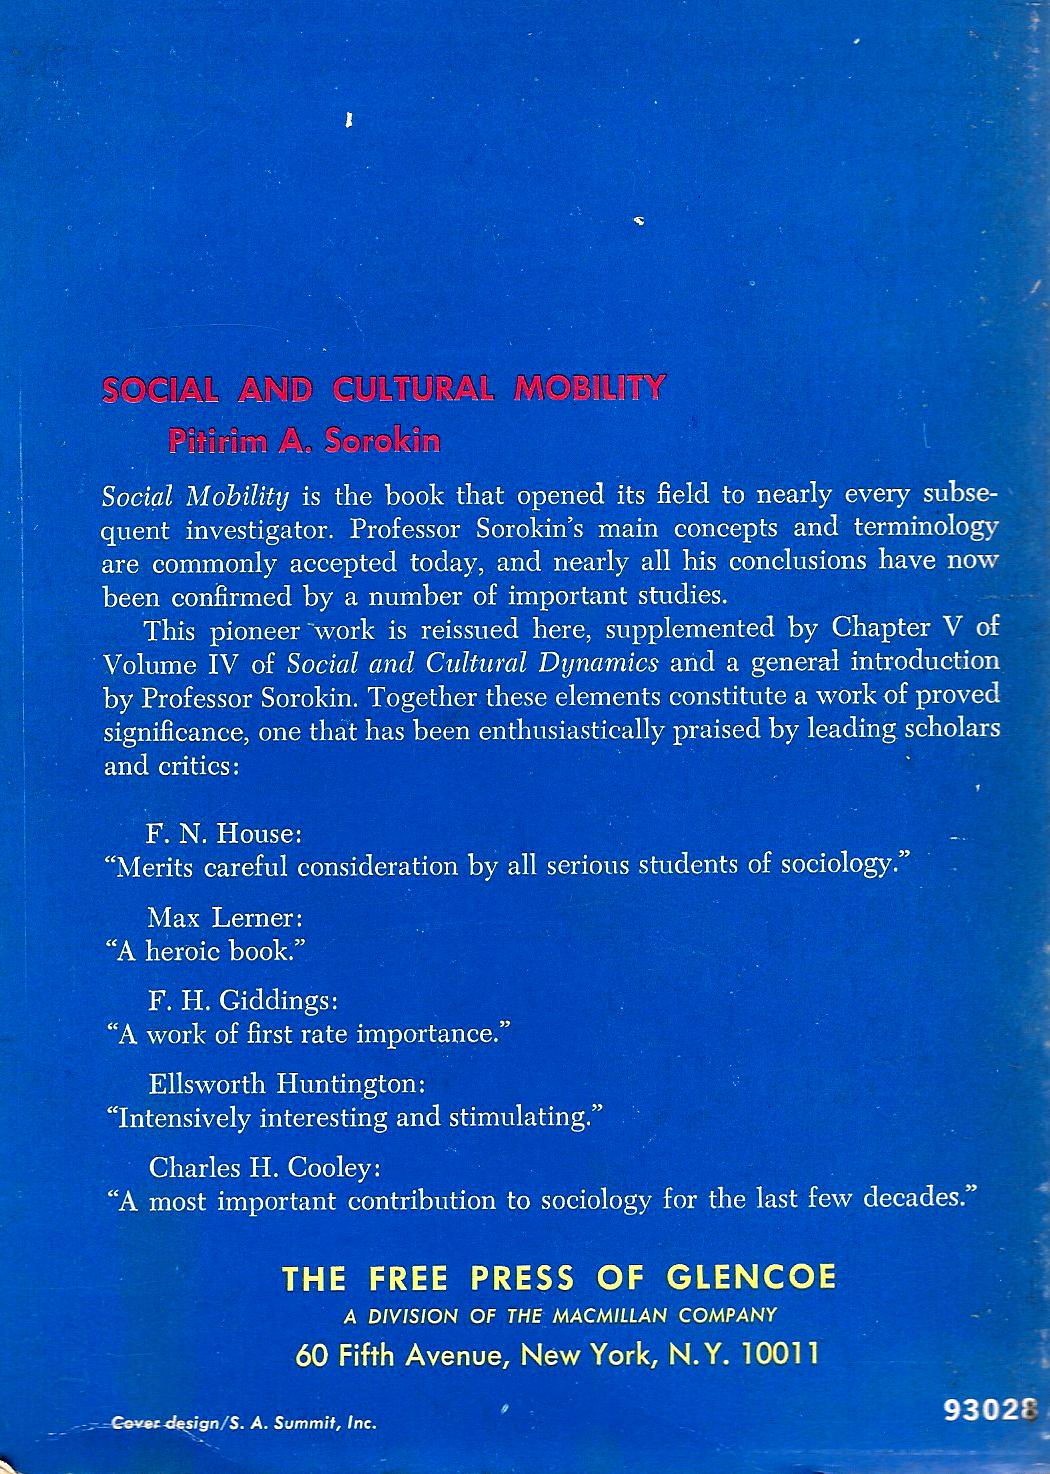 SOCIAL AND CULTURAL MOBILITY
Pitirim A. Sorokin
Social Mobility is the book that opened its field to nearly every subse-
quent investigator. Professor Sorokin's main concepts and terminology
are commonly accepted today, and nearly all his conclusions have now
been confirmed by a number of important studies.
This pioneer work is reissued here, supplemented by Chapter V of
Volume IV of Social and Cultural Dynamics and a general introduction
by Professor Sorokin. Together these elements constitute a work of proved
significance, one that has been enthusiastically praised by leading scholars
and critics:
F. N. House:
“Merits careful consideration by all serious students of sociology.”
Max Lerner:
“A heroic book.”
F. H. Giddings:
“A work of first rate importance.”
Ellsworth Huntington:
“Intensively interesting and stimulating.”
Charles H. Cooley:
“A most important contribution to sociology for the last few decades.”
THE FREE PRESS OF GLENCOE
A DIVISION OF THE MACMILLAN COMPANY
60 Fifth Avenue, New York, N.Y. 10011
93028
Cover design/S. A. Summit, Inc.